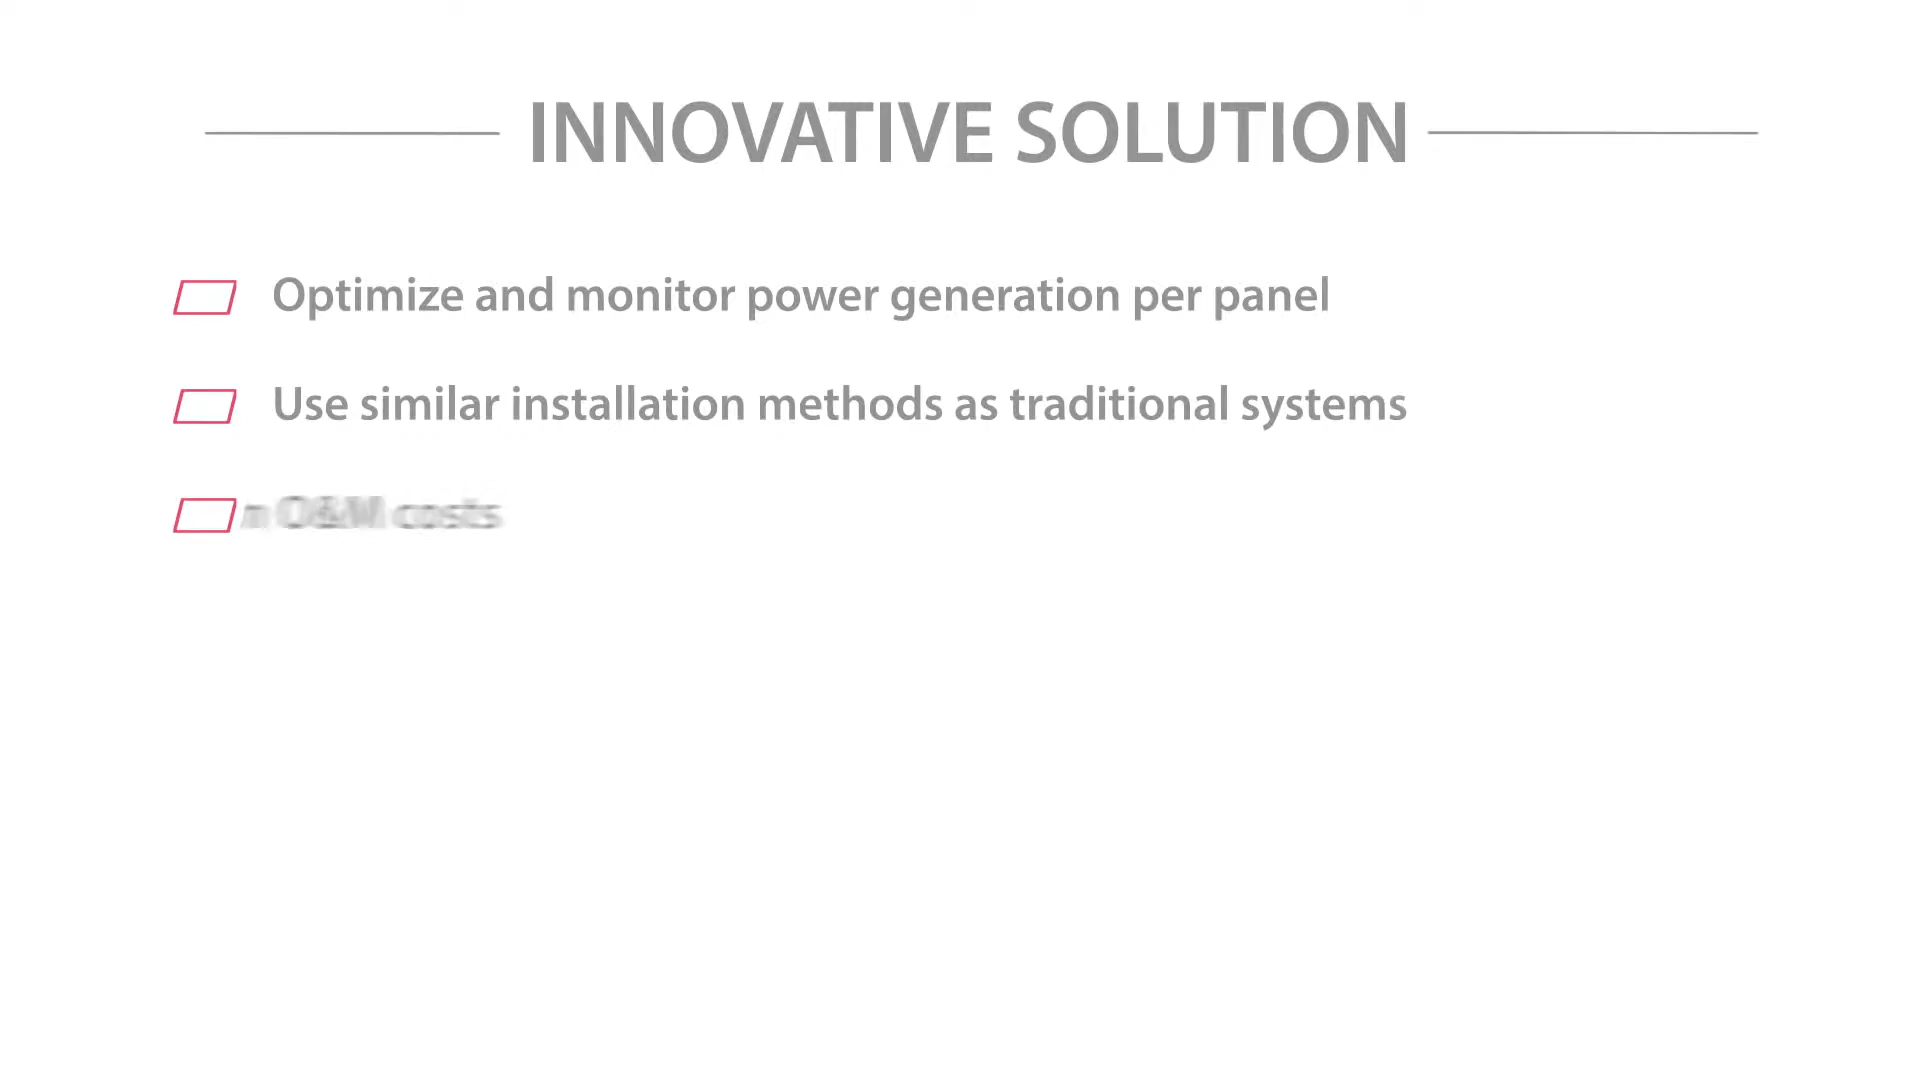 INNOVATIVE SOLUTION
Optimize and monitor power generation per panel
Use similar installation methods as traditional systems
O&M costs